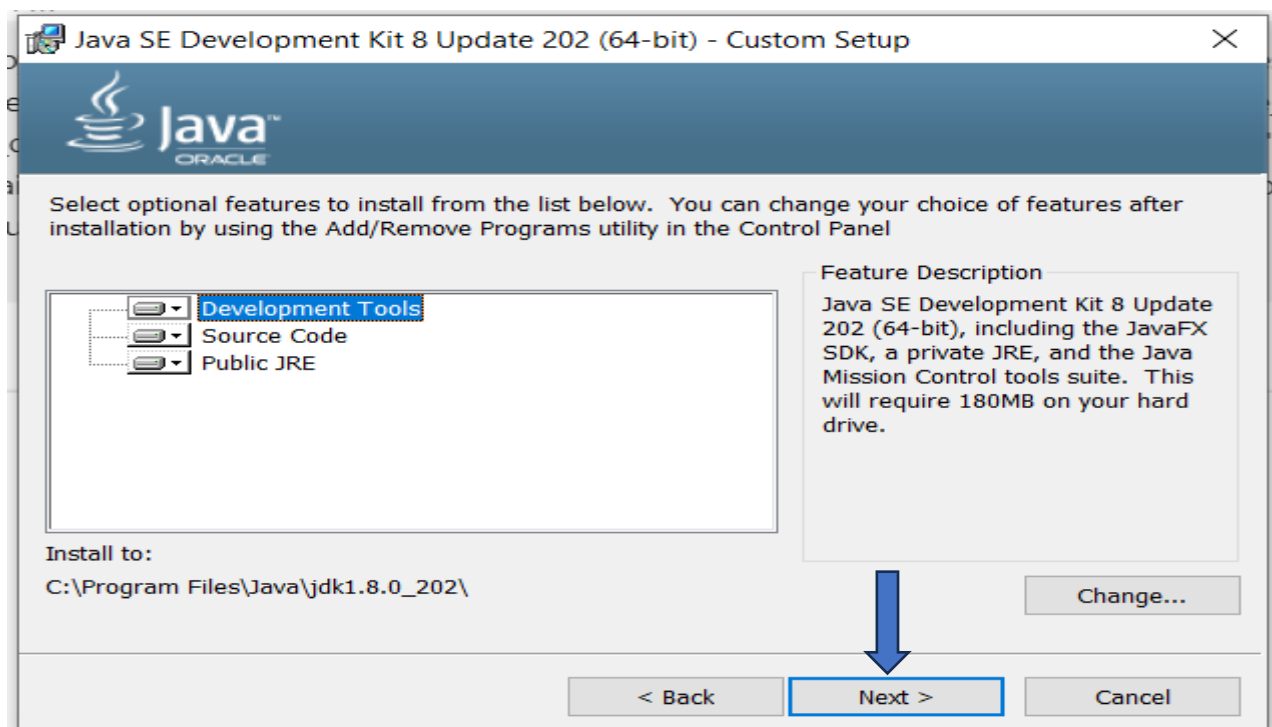 Java SE Development Kit 8 Update 202 (64-bit) - Custom Setup
Java™
ORACLE
Select optional features to install from the list below. You can change your choice of features after
installation by using the Add/Remove Programs utility in the Control Panel
Development Tools
Source Code
Public JRE
Feature Description
Java SE Development Kit 8 Update
202 (64-bit), including the JavaFX
SDK, a private JRE, and the Java
Mission Control tools suite. This
will require 180MB on your hard
drive.
Install to:
C:\Program Files\Java\jdk1.8.0_202\
Change...
< Back
Next >
Cancel